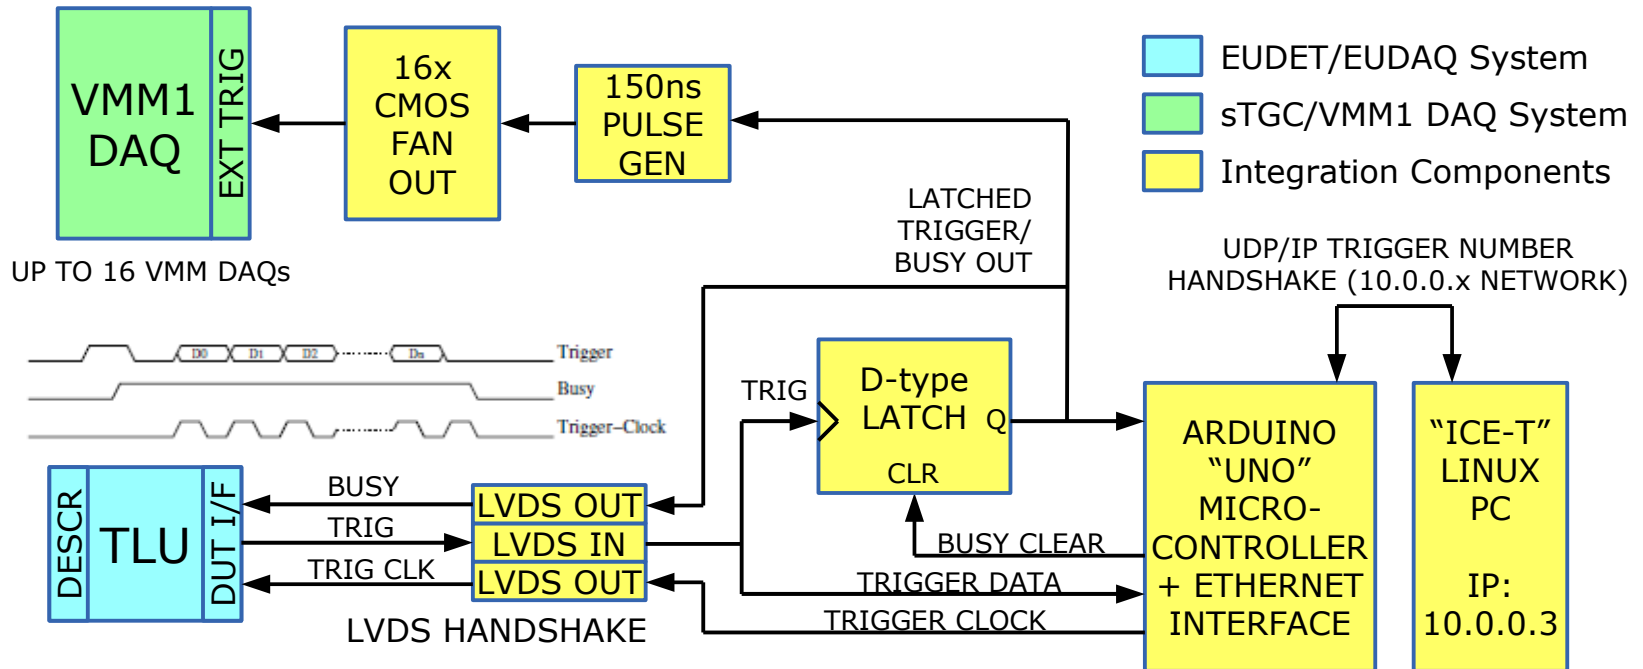 VMM1
DAQ
EXT TRIG
UP TO 16 VMM DAQs
16x
CMOS
FAN
OUT
150ns
PULSE
GEN
EUDET/EUDAQ System
sTGC/VMM1 DAQ System
Integration Components
LATCHED
TRIGGER/
BUSY OUT
UDP/IP TRIGGER NUMBER
HANDSHAKE (10.0.0.x NETWORK)
D0 D1 D2 Dn Trigger
Busy
Trigger-Clock
TRIG
D-type
LATCH
Q
CLR
DESCR
TLU
DUT I/F
BUSY
TRIG
TRIG CLK
LVDS OUT
LVDS IN
LVDS OUT
LVDS HANDSHAKE
BUSY CLEAR
TRIGGER DATA
TRIGGER CLOCK
ARDUINO
“UNO”
MICRO-
CONTROLLER
+ ETHERNET
INTERFACE
“ICE-T”
LINUX
PC
IP:
10.0.0.3